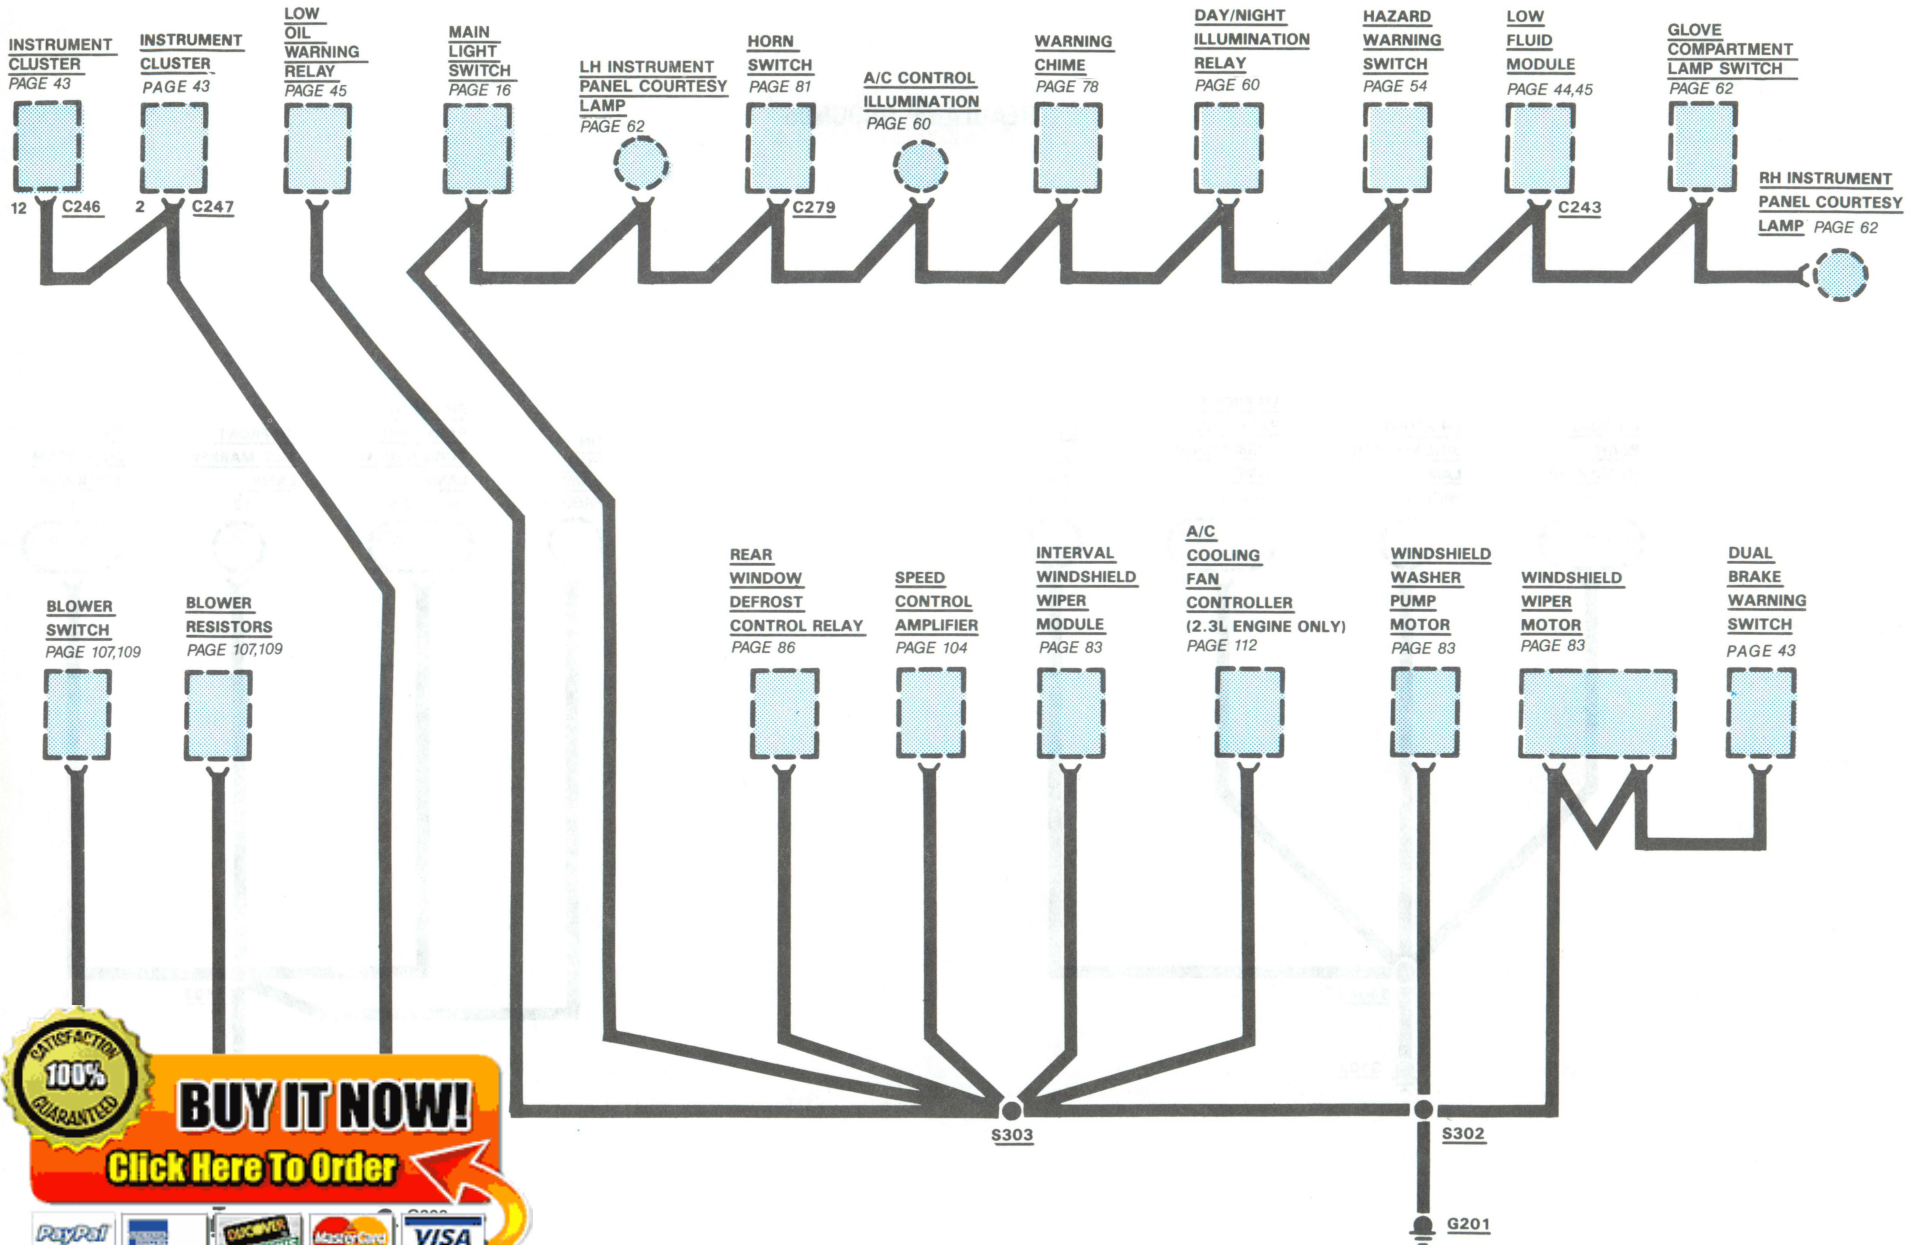 INSTRUMENT
CLUSTER
PAGE 43
12 C246
INSTRUMENT
CLUSTER
PAGE 43
2 C247
LOW
OIL
WARNING
RELAY
PAGE 45
MAIN
LIGHT
SWITCH
PAGE 16
LH INSTRUMENT
PANEL COURTESY
LAMP
PAGE 62
HORN
SWITCH
PAGE 81
C279
A/C CONTROL
ILLUMINATION
PAGE 60
WARNING
CHIME
PAGE 78
DAY/NIGHT
ILLUMINATION
RELAY
PAGE 60
HAZARD
WARNING
SWITCH
PAGE 54
LOW
FLUID
MODULE
PAGE 44,45
C243
GLOVE
COMPARTMENT
LAMP SWITCH
PAGE 62
RH INSTRUMENT
PANEL COURTESY
LAMP PAGE 62
BLOWER
SWITCH
PAGE 107,109
BLOWER
RESISTORS
PAGE 107,109
REAR
WINDOW
DEFROST
CONTROL RELAY
PAGE 86
SPEED
CONTROL
AMPLIFIER
PAGE 104
INTERVAL
WINDSHIELD
WIPER
MODULE
PAGE 83
A/C
COOLING
FAN
CONTROLLER
(2.3L ENGINE ONLY)
PAGE 112
WINDSHIELD
WASHER
PUMP
MOTOR
PAGE 83
WINDSHIELD
WIPER
MOTOR
PAGE 83
DUAL
BRAKE
WARNING
SWITCH
PAGE 43
S303
S302
G201
SATISFACTION
100%
GUARANTEED
BUY IT NOW!
Click Here To Order
PayPal
DISCOVER
MasterCard
VISA